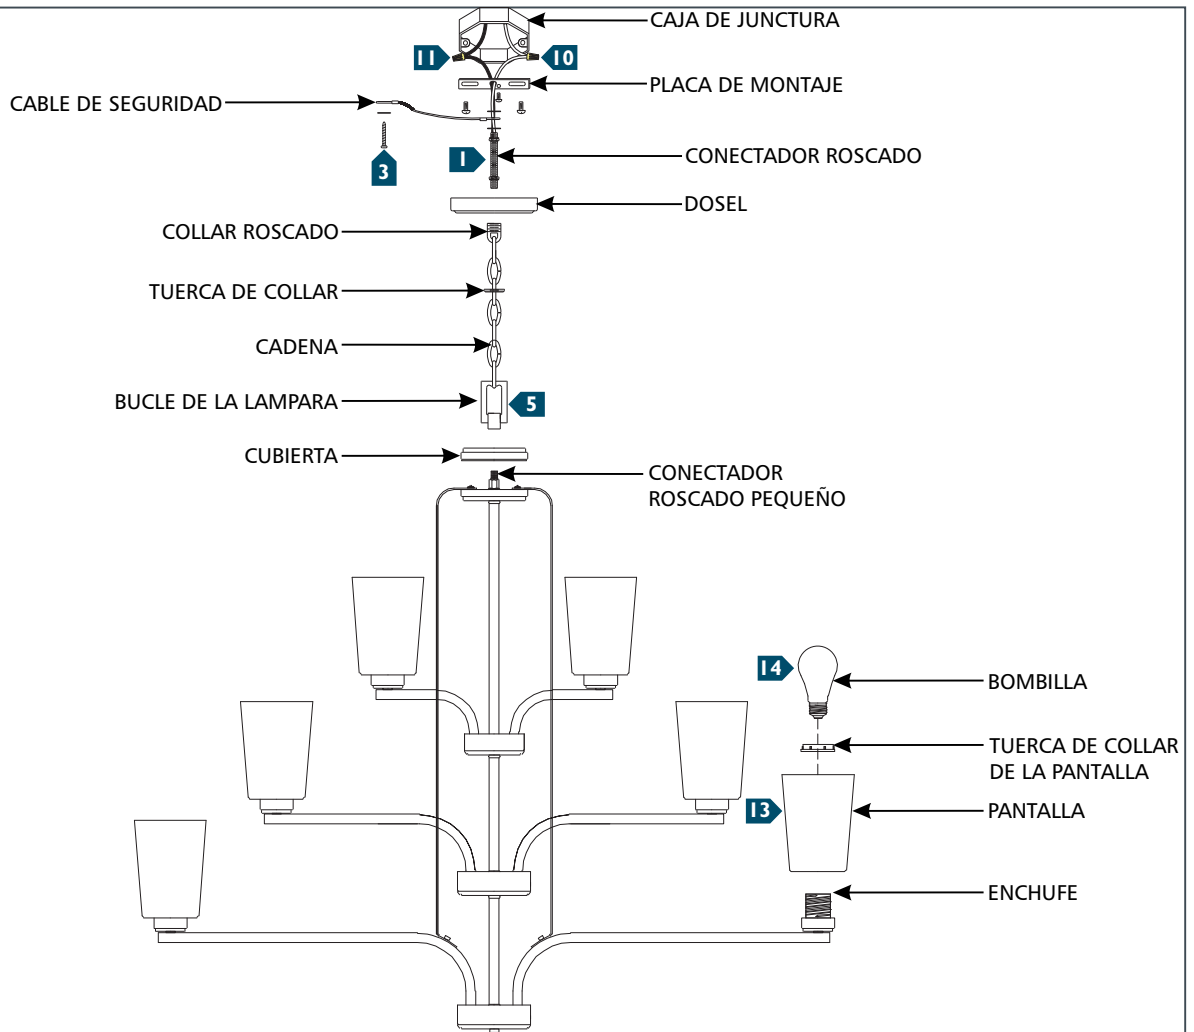 CAJA DE JUNCTURA
11
10
PLACA DE MONTAJE
CABLE DE SEGURIDAD
3
1
CONECTADOR ROSCADO
DOSEL
COLLAR ROSCADO
TUERCA DE COLLAR
CADENA
BUCLE DE LA LAMPARA
5
CUBIERTA
CONECTADOR
ROSCADO PEQUEÑO
14
BOMBILLA
TUERCA DE COLLAR
DE LA PANTALLA
13
PANTALLA
ENCHUFE